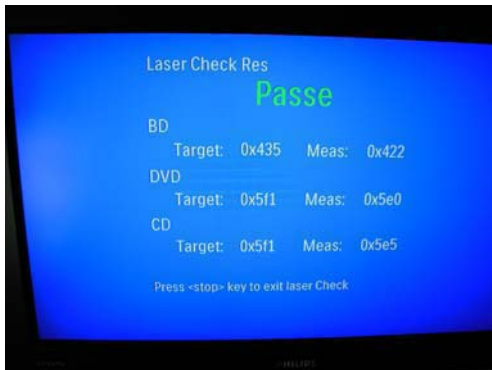 Laser Check Res
Passe
BD
Target: 0x435 Meas: 0x422
DVD
Target: 0x5f1 Meas: 0x5e0
CD
Target: 0x5f1 Meas: 0x5e5
Press <stop> key to exit laser Check
PHILIPS